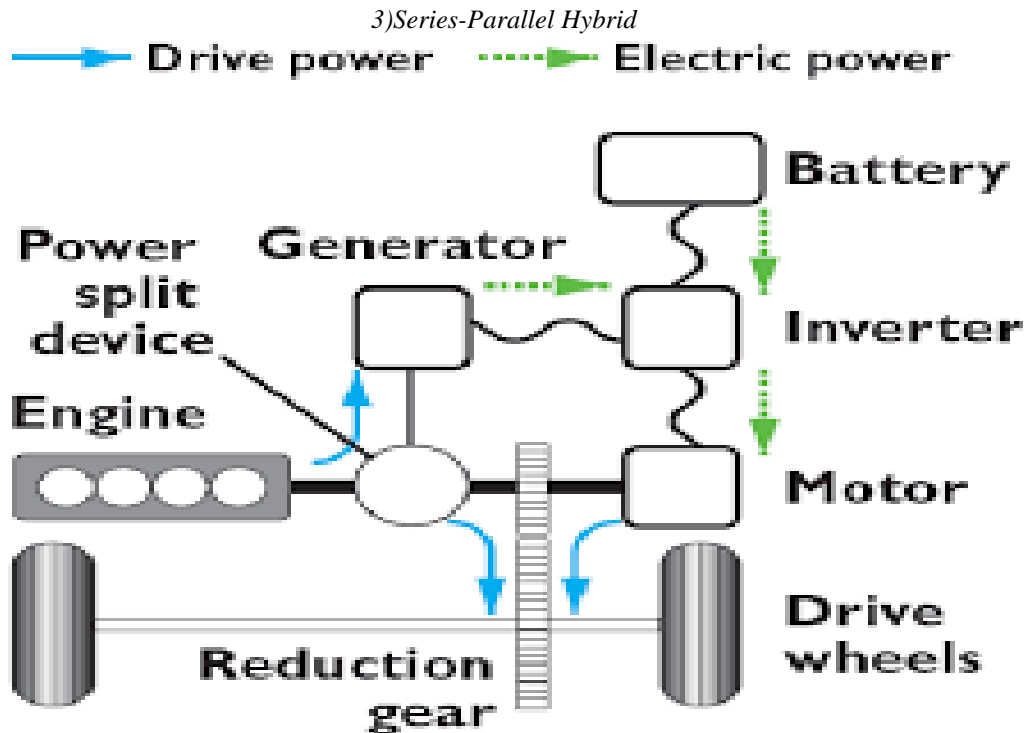 3)Series-Parallel Hybrid
Drive power
Electric power
Battery
Power
split
device
Generator
Inverter
Engine
Motor
Drive
wheels
Reduction
gear